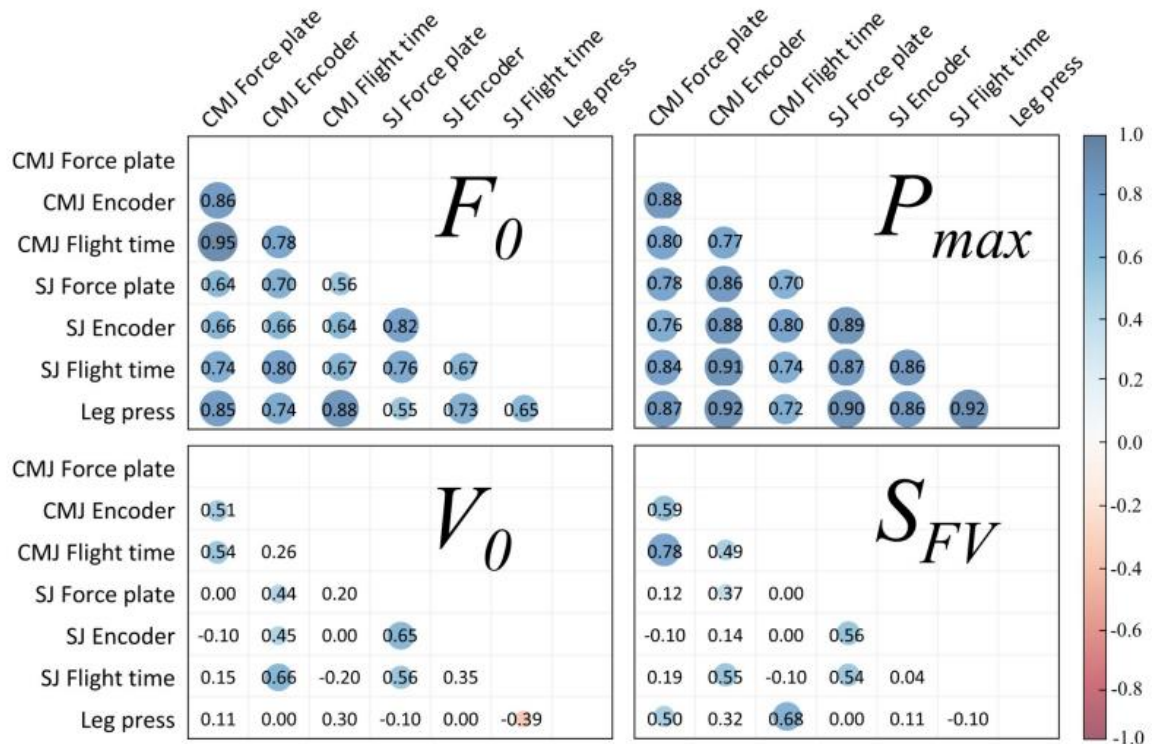 CMJ Force plate CMJ Encoder CMJ Flight time SJ Force plate SJ Encoder SJ Flight time Leg press
CMJ Force plate CMJ Encoder CMJ Flight time SJ Force plate SJ Encoder SJ Flight time Leg press
F0
CMJ Force plate
CMJ Encoder 0.86
CMJ Flight time 0.95 0.78
SJ Force plate 0.64 0.70 0.56
SJ Encoder 0.66 0.66 0.64 0.82
SJ Flight time 0.74 0.80 0.67 0.76 0.67
Leg press 0.85 0.74 0.88 0.55 0.73 0.65
Pmax
0.88
0.80 0.77
0.78 0.86 0.70
0.76 0.88 0.80 0.89
0.84 0.91 0.74 0.87 0.86
0.87 0.92 0.72 0.90 0.86 0.92
V0
CMJ Force plate
CMJ Encoder 0.51
CMJ Flight time 0.54 0.26
SJ Force plate 0.00 0.44 0.20
SJ Encoder -0.10 0.45 0.00 0.65
SJ Flight time 0.15 0.66 -0.20 0.56 0.35
Leg press 0.11 0.00 0.30 -0.10 0.00 -0.39
SFV
0.59
0.78 0.49
0.12 0.37 0.00
-0.10 0.14 0.00 0.56
0.19 0.55 -0.10 0.54 0.04
0.50 0.32 0.68 0.00 0.11 -0.10
1.0
0.8
0.6
0.4
0.2
0.0
-0.2
-0.4
-0.6
-0.8
-1.0